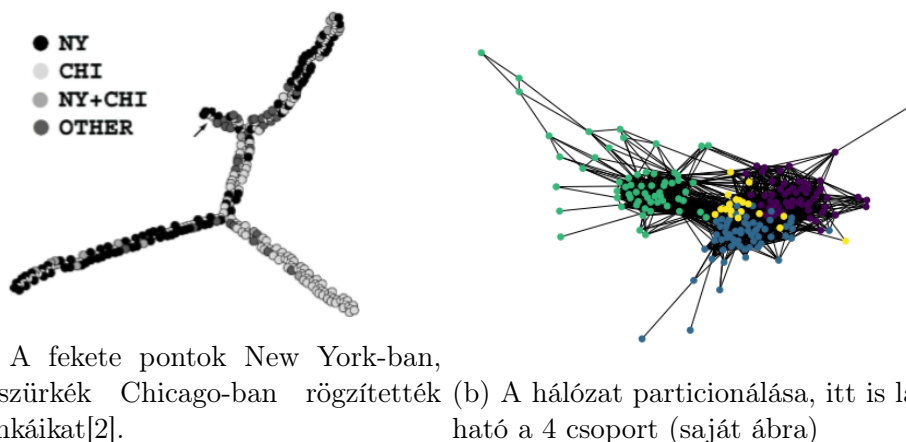 NY
CHI
NY+CHI
OTHER
A fekete pontok New York-ban,
szürkék Chicago-ban rögzítették
nkáikat[2].
(b) A hálózat particionálása, itt is lá
ható a 4 csoport (saját ábra)